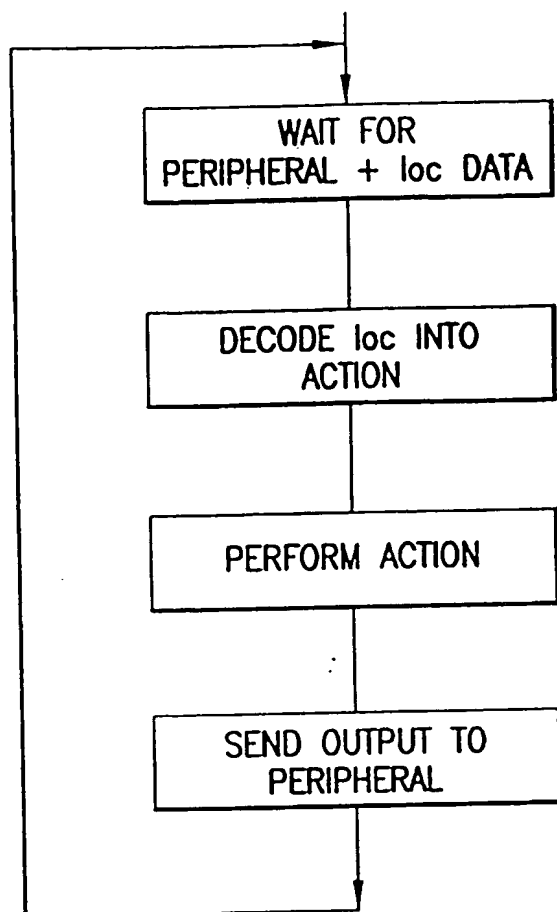 WAIT FOR
PERIPHERAL + loc DATA
DECODE loc INTO
ACTION
PERFORM ACTION
SEND OUTPUT TO
PERIPHERAL